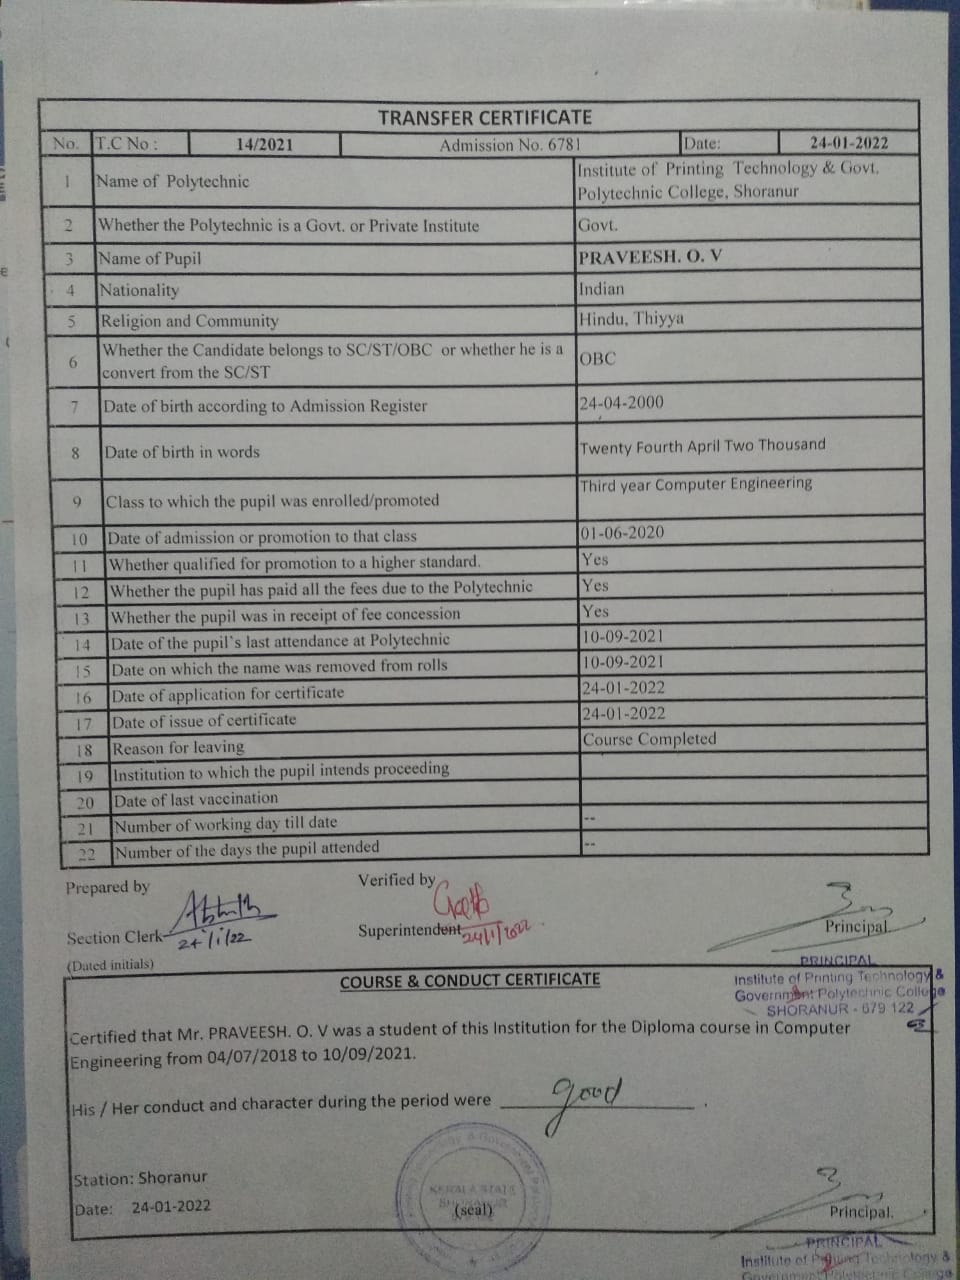 TRANSFER CERTIFICATE
No. T.C No : 14/2021 Admission No. 6781 Date: 24-01-2022
1 Name of Polytechnic Institute of Printing Technology & Govt. Polytechnic College, Shoranur
2 Whether the Polytechnic is a Govt. or Private Institute Govt.
3 Name of Pupil PRAVEESH. O. V
4 Nationality Indian
5 Religion and Community Hindu, Thiyya
6 Whether the Candidate belongs to SC/ST/OBC or whether he is a convert from the SC/ST OBC
7 Date of birth according to Admission Register 24-04-2000
8 Date of birth in words Twenty Fourth April Two Thousand
9 Class to which the pupil was enrolled/promoted Third year Computer Engineering
10 Date of admission or promotion to that class 01-06-2020
11 Whether qualified for promotion to a higher standard. Yes
12 Whether the pupil has paid all the fees due to the Polytechnic Yes
13 Whether the pupil was in receipt of fee concession Yes
14 Date of the pupil`s last attendance at Polytechnic 10-09-2021
15 Date on which the name was removed from rolls 10-09-2021
16 Date of application for certificate 24-01-2022
17 Date of issue of certificate 24-01-2022
18 Reason for leaving Course Completed
19 Institution to which the pupil intends proceeding
20 Date of last vaccination
21 Number of working day till date --
22 Number of the days the pupil attended --
Prepared by Verified by
Section Clerk 24/1/22 Superintendent 24/1/2022 Principal.
(Dated initials)
PRINCIPAL
Institute of Printing Technology &
Government Polytechnic College
SHORANUR - 679 122
COURSE & CONDUCT CERTIFICATE
Certified that Mr. PRAVEESH. O. V was a student of this Institution for the Diploma course in Computer
Engineering from 04/07/2018 to 10/09/2021.
His / Her conduct and character during the period were good .
Station: Shoranur
Date: 24-01-2022 (seal) Principal.
KERALA STATE
SHORANUR
PRINCIPAL
Institute of Printing Technology &
Government Polytechnic College